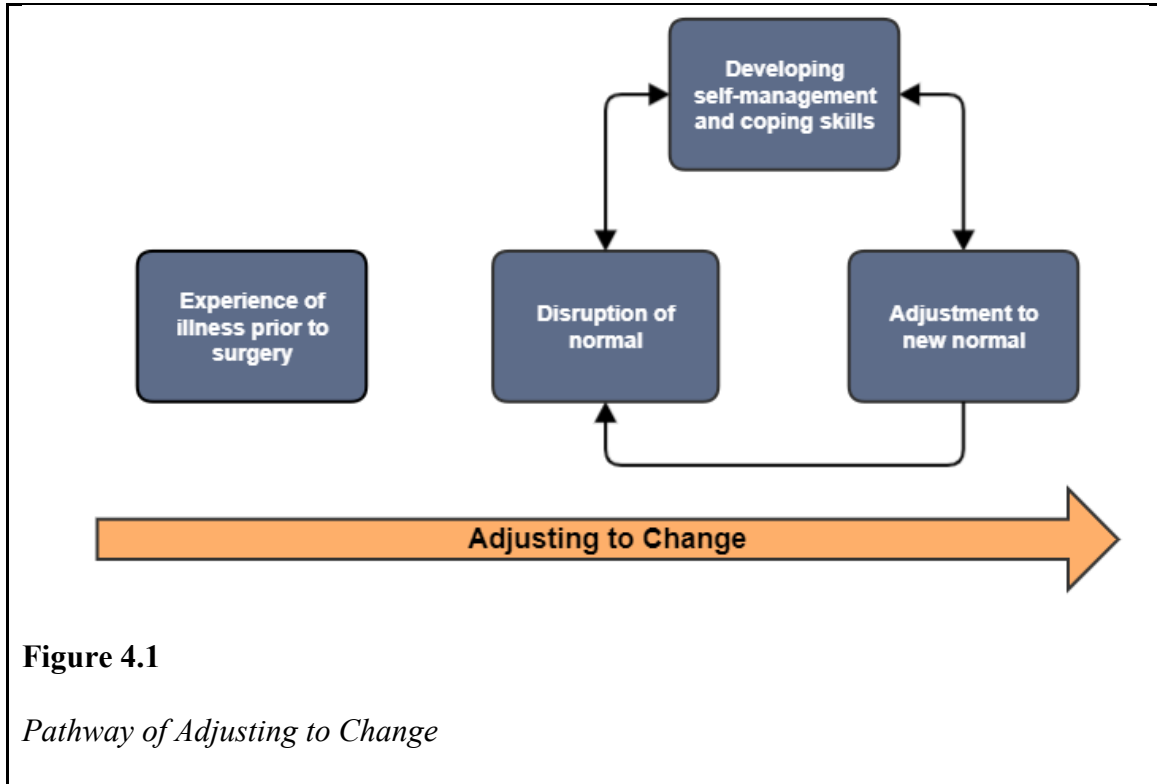 Developing
self-management
and coping skills
Experience of
illness prior to
surgery
Disruption of
normal
Adjustment to
new normal
Adjusting to Change
Figure 4.1
Pathway of Adjusting to Change